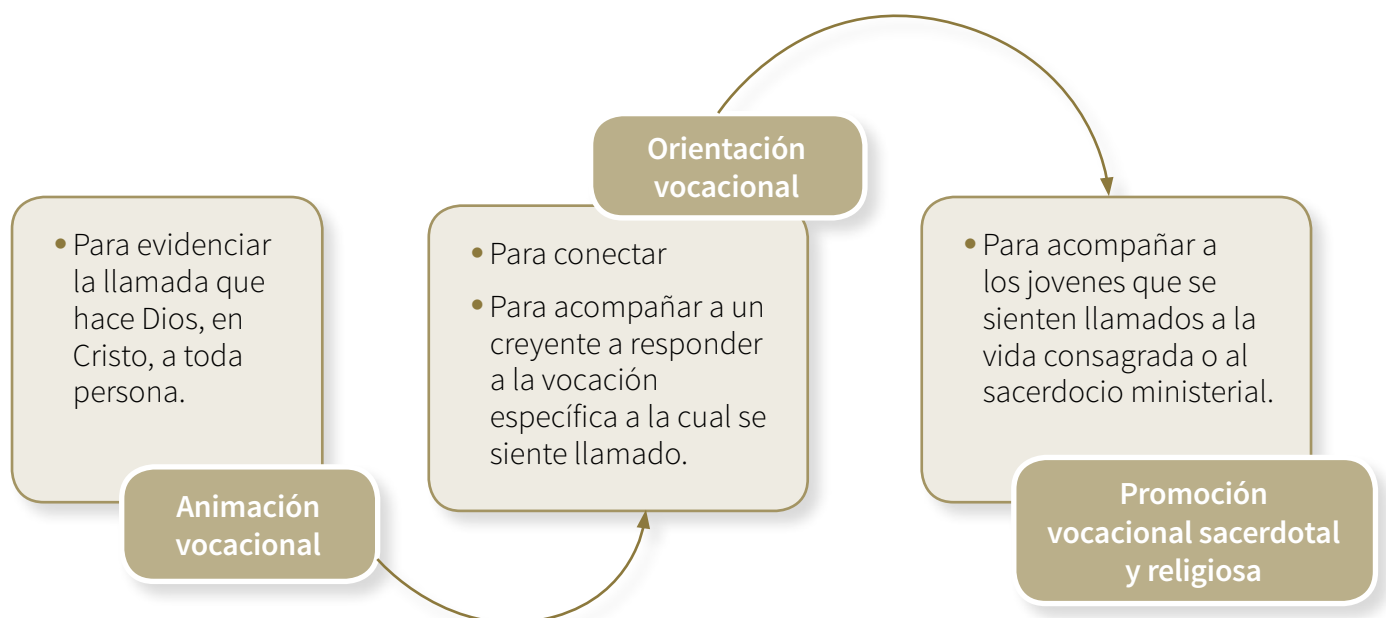 • Para evidenciar
la llamada que
hace Dios, en
Cristo, a toda
persona.
Animación
vocacional
Orientación
vocacional
• Para conectar
• Para acompañar a un
creyente a responder
a la vocación
específica a la cual se
siente llamado.
• Para acompañar a
los jovenes que se
sienten llamados a la
vida consagrada o al
sacerdocio ministerial.
Promoción
vocacional sacerdotal
y religiosa